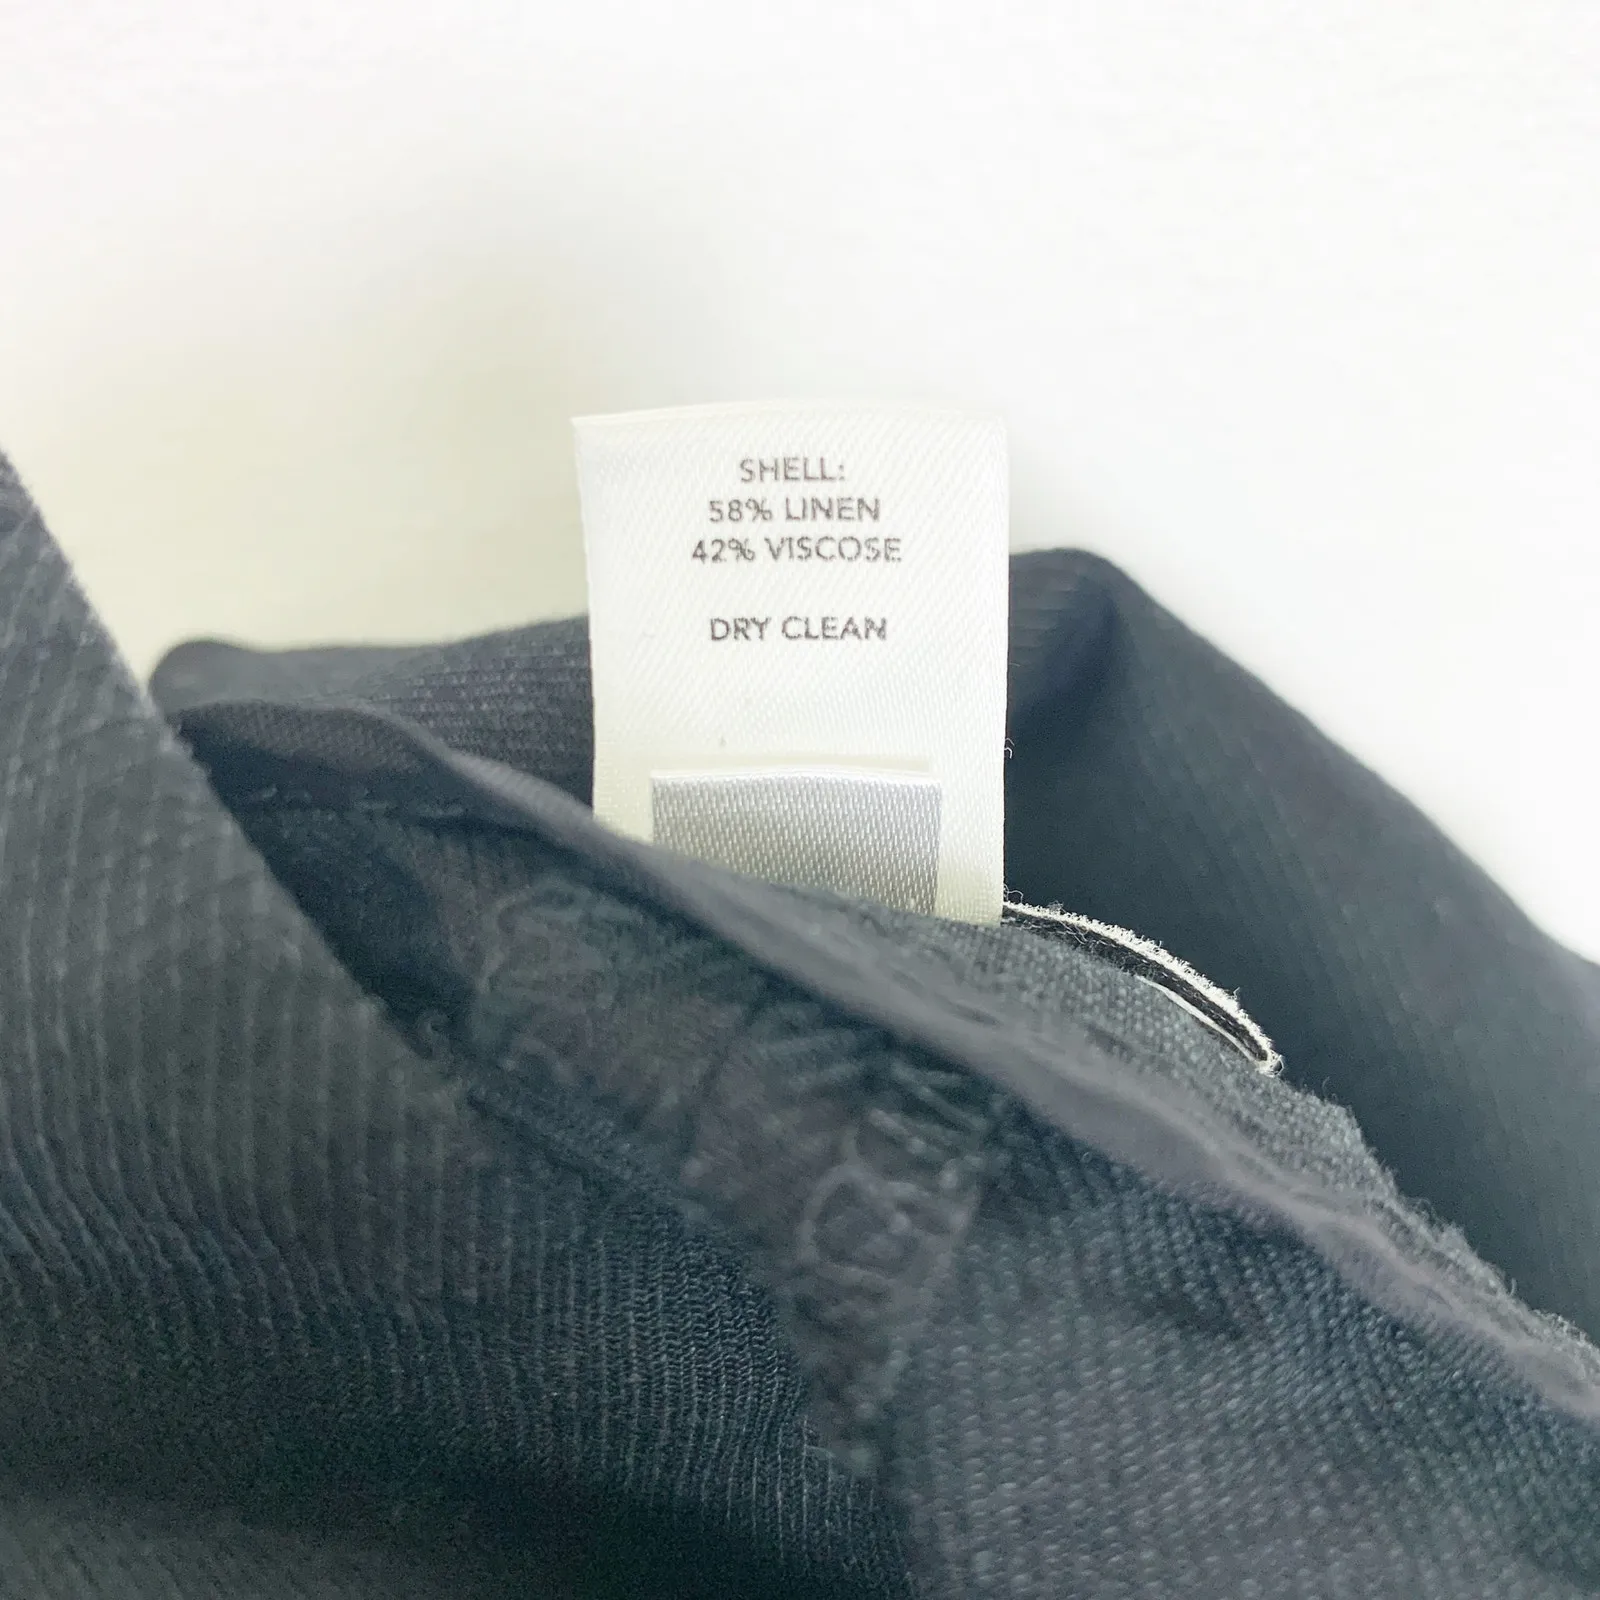 SHELL:
58% LINEN
42% VISCOSE
DRY CLEAN